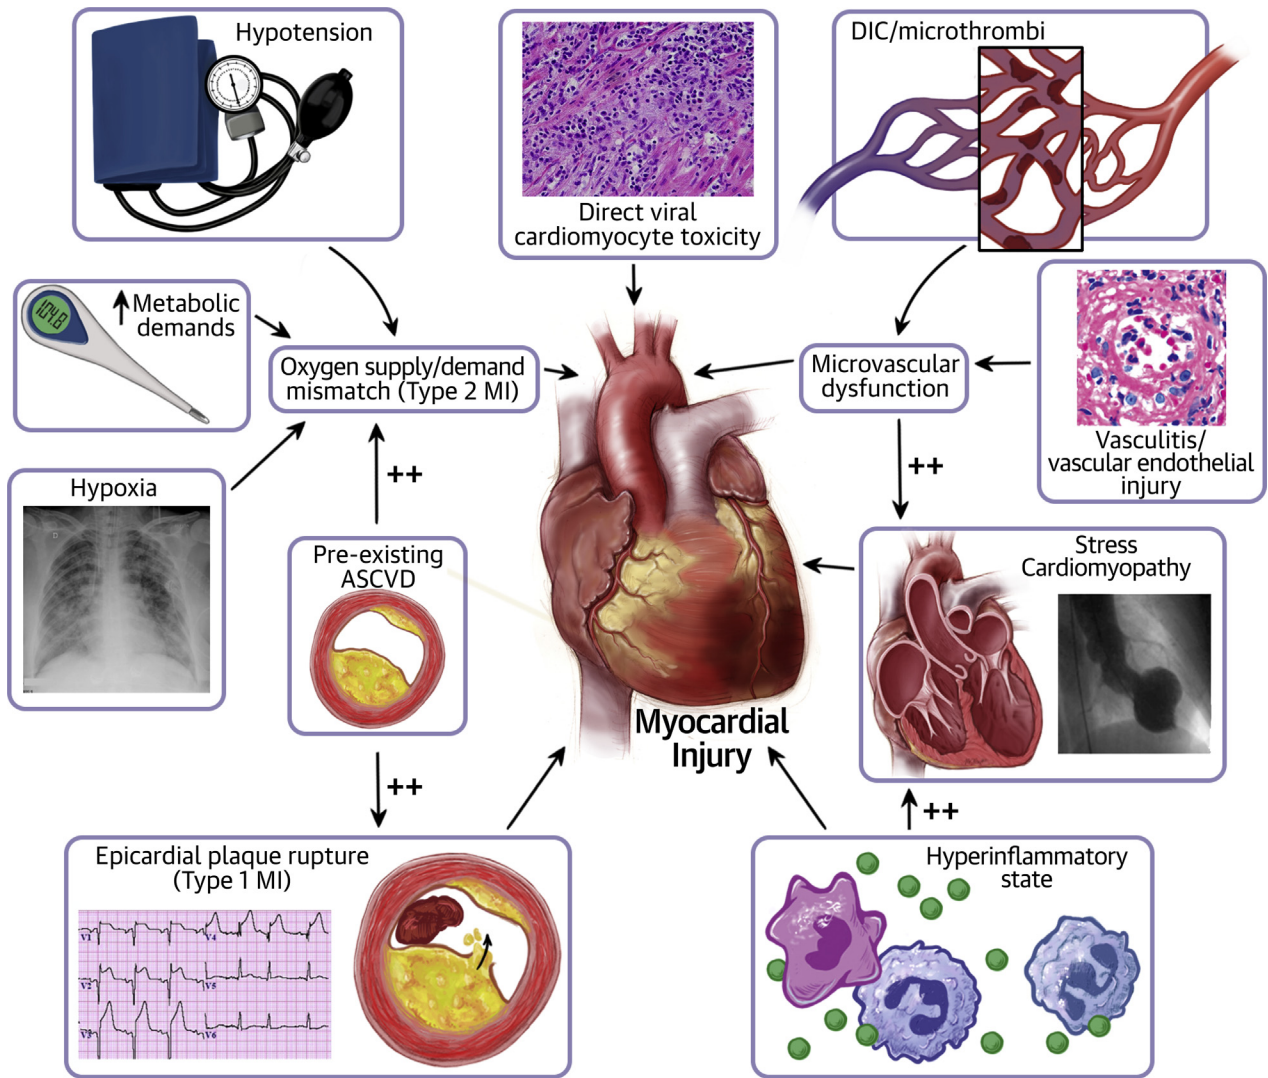 Hypotension
Direct viral
cardiomyocyte toxicity
DIC/microthrombi
104.8
Metabolic
demands
Oxygen supply/demand
mismatch (Type 2 MI)
Microvascular
dysfunction
Vasculitis/
vascular endothelial
injury
++
++
Hypoxia
D
Pre-existing
ASCVD
Stress
Cardiomyopathy
Myocardial
Injury
++
++
Epicardial plaque rupture
(Type 1 MI)
V1 V4
V2 V5
V3 V6
Hyperinflammatory
state